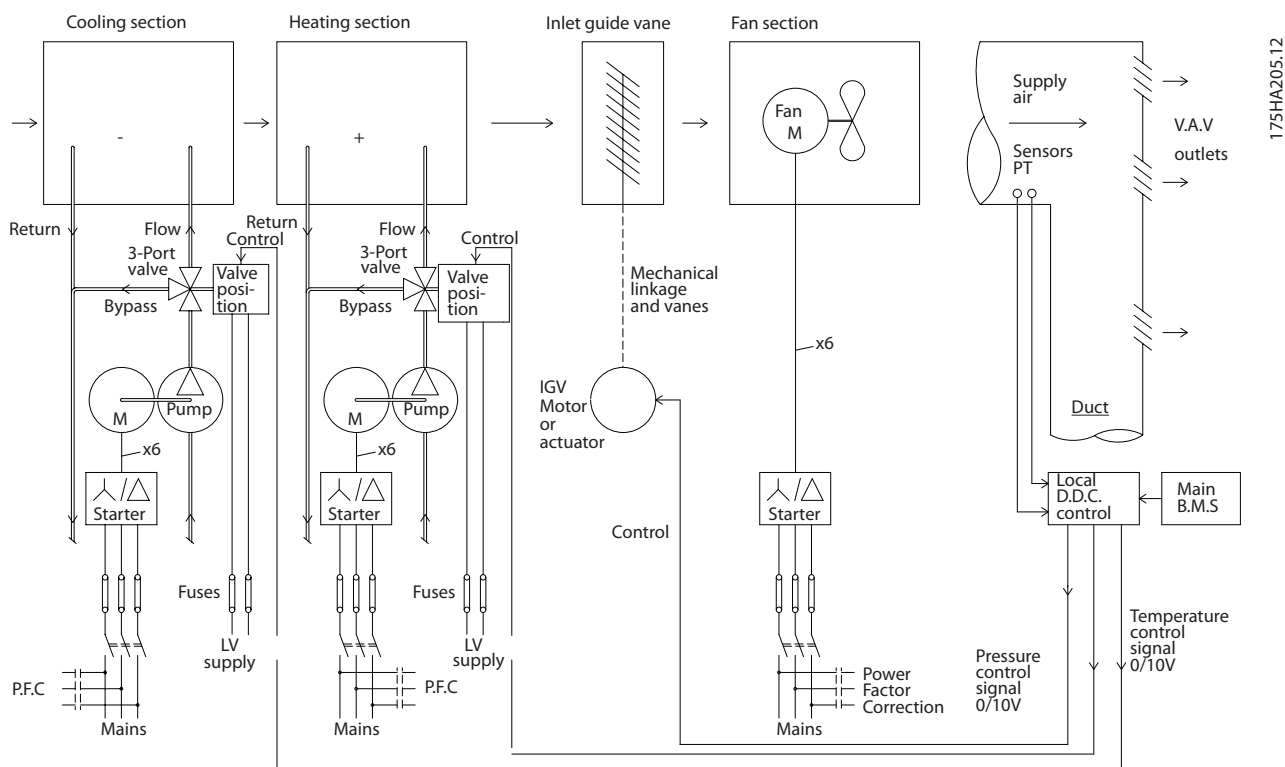 Cooling section
Heating section
Inlet guide vane
Fan section
175HA205.12
-
+
Fan
M
Supply
air
Sensors
PT
V.A.V
outlets
Return
Flow
3-Port
valve
Bypass
Return
Control
Valve
posi-
tion
Flow
3-Port
valve
Bypass
Control
Valve
posi-
tion
Mechanical
linkage
and vanes
x6
M
Pump
x6
M
Pump
x6
IGV
Motor
or
actuator
Duct
Starter
Starter
Starter
Local
D.D.C.
control
Main
B.M.S
Control
Fuses
Fuses
LV
supply
LV
supply
P.F.C
P.F.C
Mains
Mains
Mains
Power
Factor
Correction
Pressure
control
signal
0/10V
Temperature
control
signal
0/10V